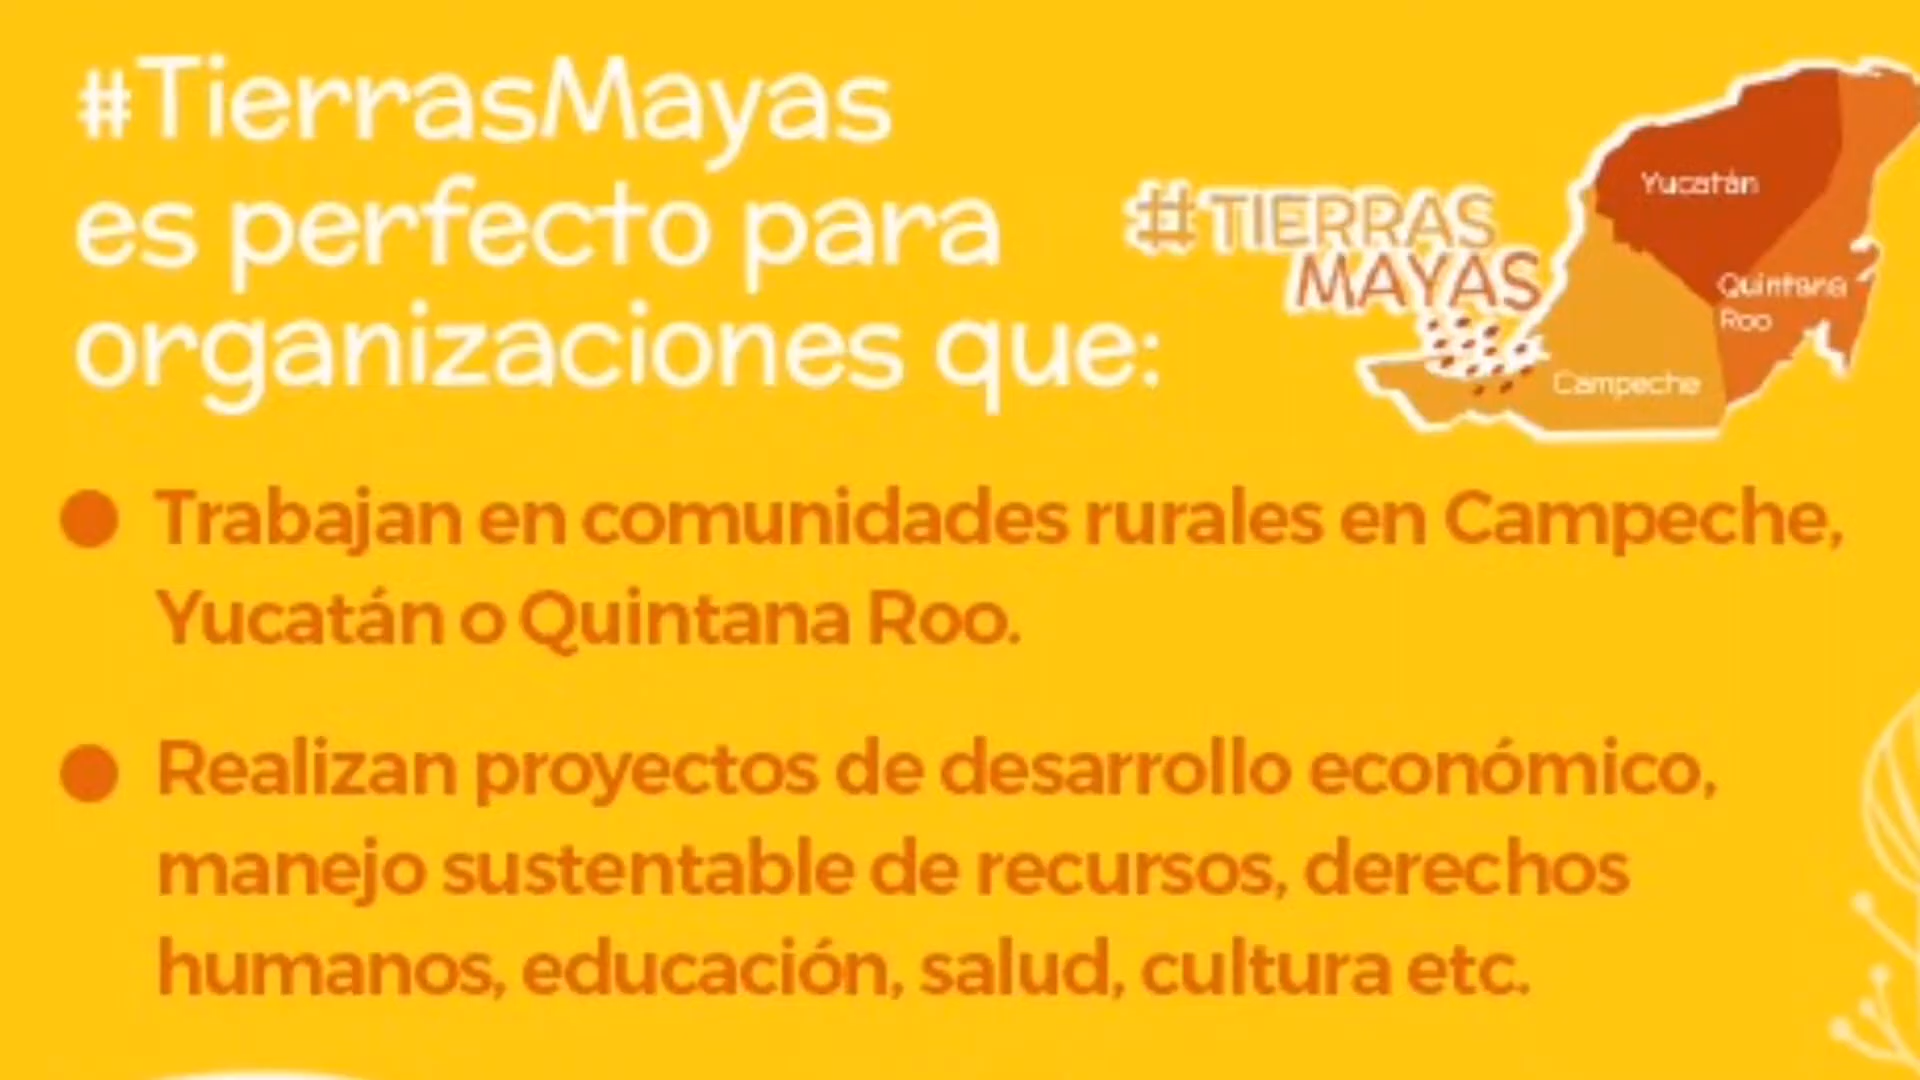 #TierrasMayas
es perfecto para
organizaciones que:
#TIERRAS
MAYAS
Yucatán
Quintana
Roo
Campeche
Trabajan en comunidades rurales en Campeche,
Yucatán o Quintana Roo.
Realizan proyectos de desarrollo económico,
manejo sustentable de recursos, derechos
humanos, educación, salud, cultura etc.